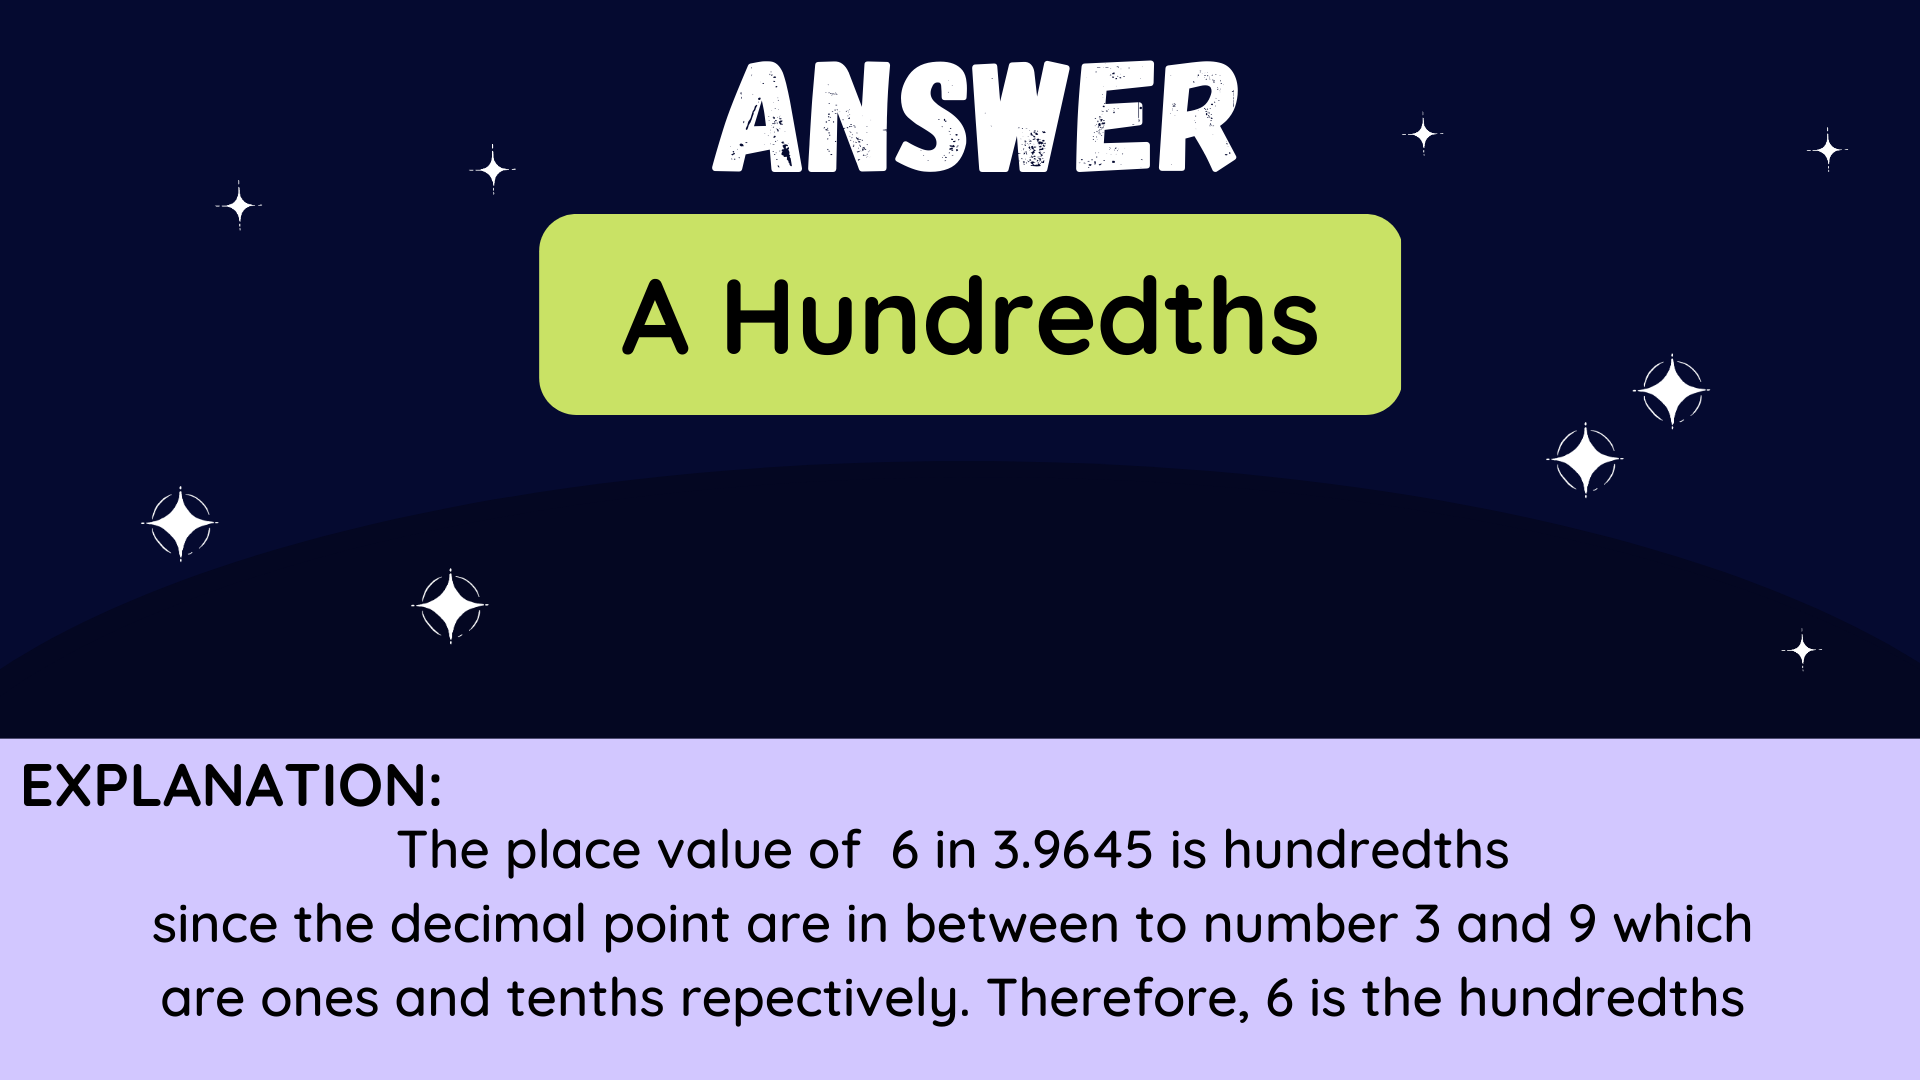 ANSWER
A Hundredths
EXPLANATION:
The place value of 6 in 3.9645 is hundredths
since the decimal point are in between to number 3 and 9 which
are ones and tenths repectively. Therefore, 6 is the hundredths